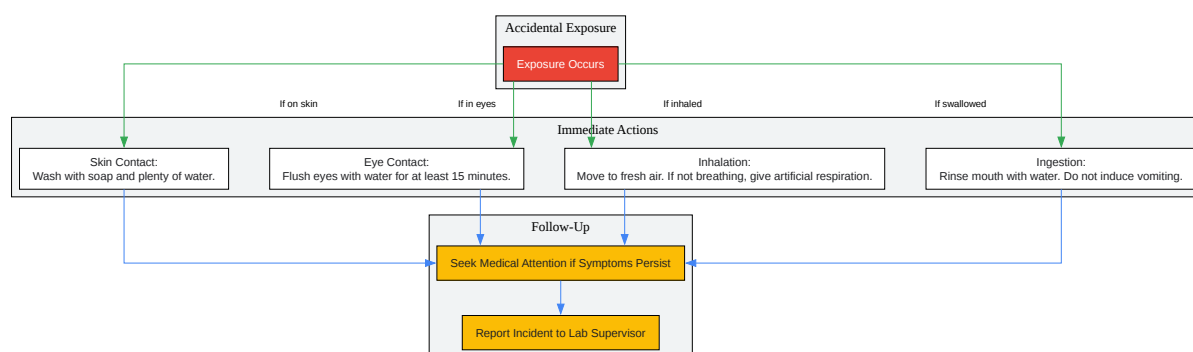 Accidental Exposure
Exposure Occurs
If on skin
If in eyes
If inhaled
If swallowed
Immediate Actions
Skin Contact:
Wash with soap and plenty of water.
Eye Contact:
Flush eyes with water for at least 15 minutes.
Inhalation:
Move to fresh air. If not breathing, give artificial respiration.
Ingestion:
Rinse mouth with water. Do not induce vomiting.
Follow-Up
Seek Medical Attention if Symptoms Persist
Report Incident to Lab Supervisor